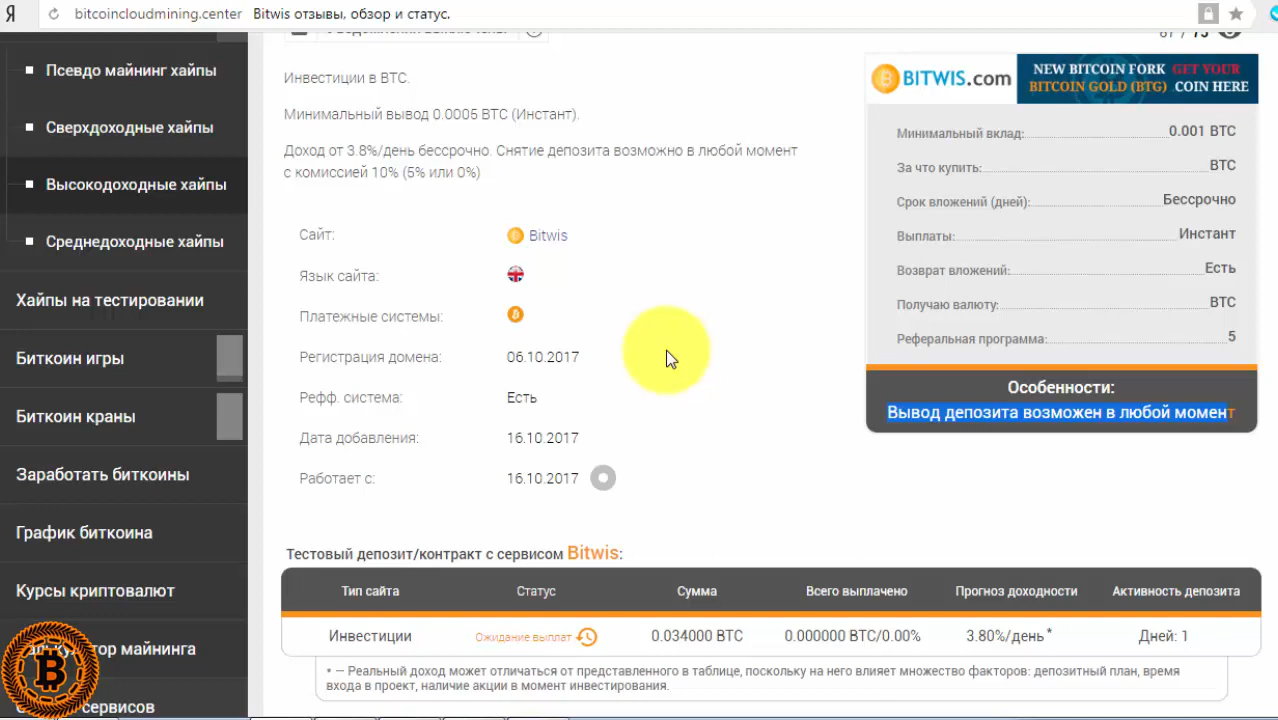 Я
bitcoincloudmining.center Bitwis отзывы, обзор и статус.
Псевдо майнинг хайпы
Сверхдоходные хайпы
Высокодоходные хайпы
Среднедоходные хайпы
Хайпы на тестировании
Биткоин игры
Биткоин краны
Заработать биткоины
График биткоина
Курсы криптовалют
майнинга
сервисов
Инвестиции в BTC.
Минимальный вывод 0.0005 BTC (Инстант).
Доход от 3.8%/день бессрочно. Снятие депозита возможно в любой момент
с комиссией 10% (5% или 0%)
Сайт: Bitwis
Язык сайта:
Платежные системы:
Регистрация домена: 06.10.2017
Рефф. система: Есть
Дата добавления: 16.10.2017
Работает с: 16.10.2017
BITWIS.com
NEW BITCOIN FORK GET YOUR
BITCOIN GOLD (BTG) COIN HERE
Минимальный вклад: 0.001 BTC
За что купить: BTC
Срок вложений (дней): Бессрочно
Выплаты: Инстант
Возврат вложений: Есть
Получаю валюту: BTC
Реферальная программа: 5
Особенности:
Вывод депозита возможен в любой момент
Тестовый депозит/контракт с сервисом Bitwis:
Тип сайта Статус Сумма Всего выплачено Прогноз доходности Активность депозита
Инвестиции Ожидание выплат 0.034000 BTC 0.000000 BTC/0.00% 3.80%/день * Дней: 1
* — Реальный доход может отличаться от представленного в таблице, поскольку на него влияет множество факторов: депозитный план, время
входа в проект, наличие акции в момент инвестирования.